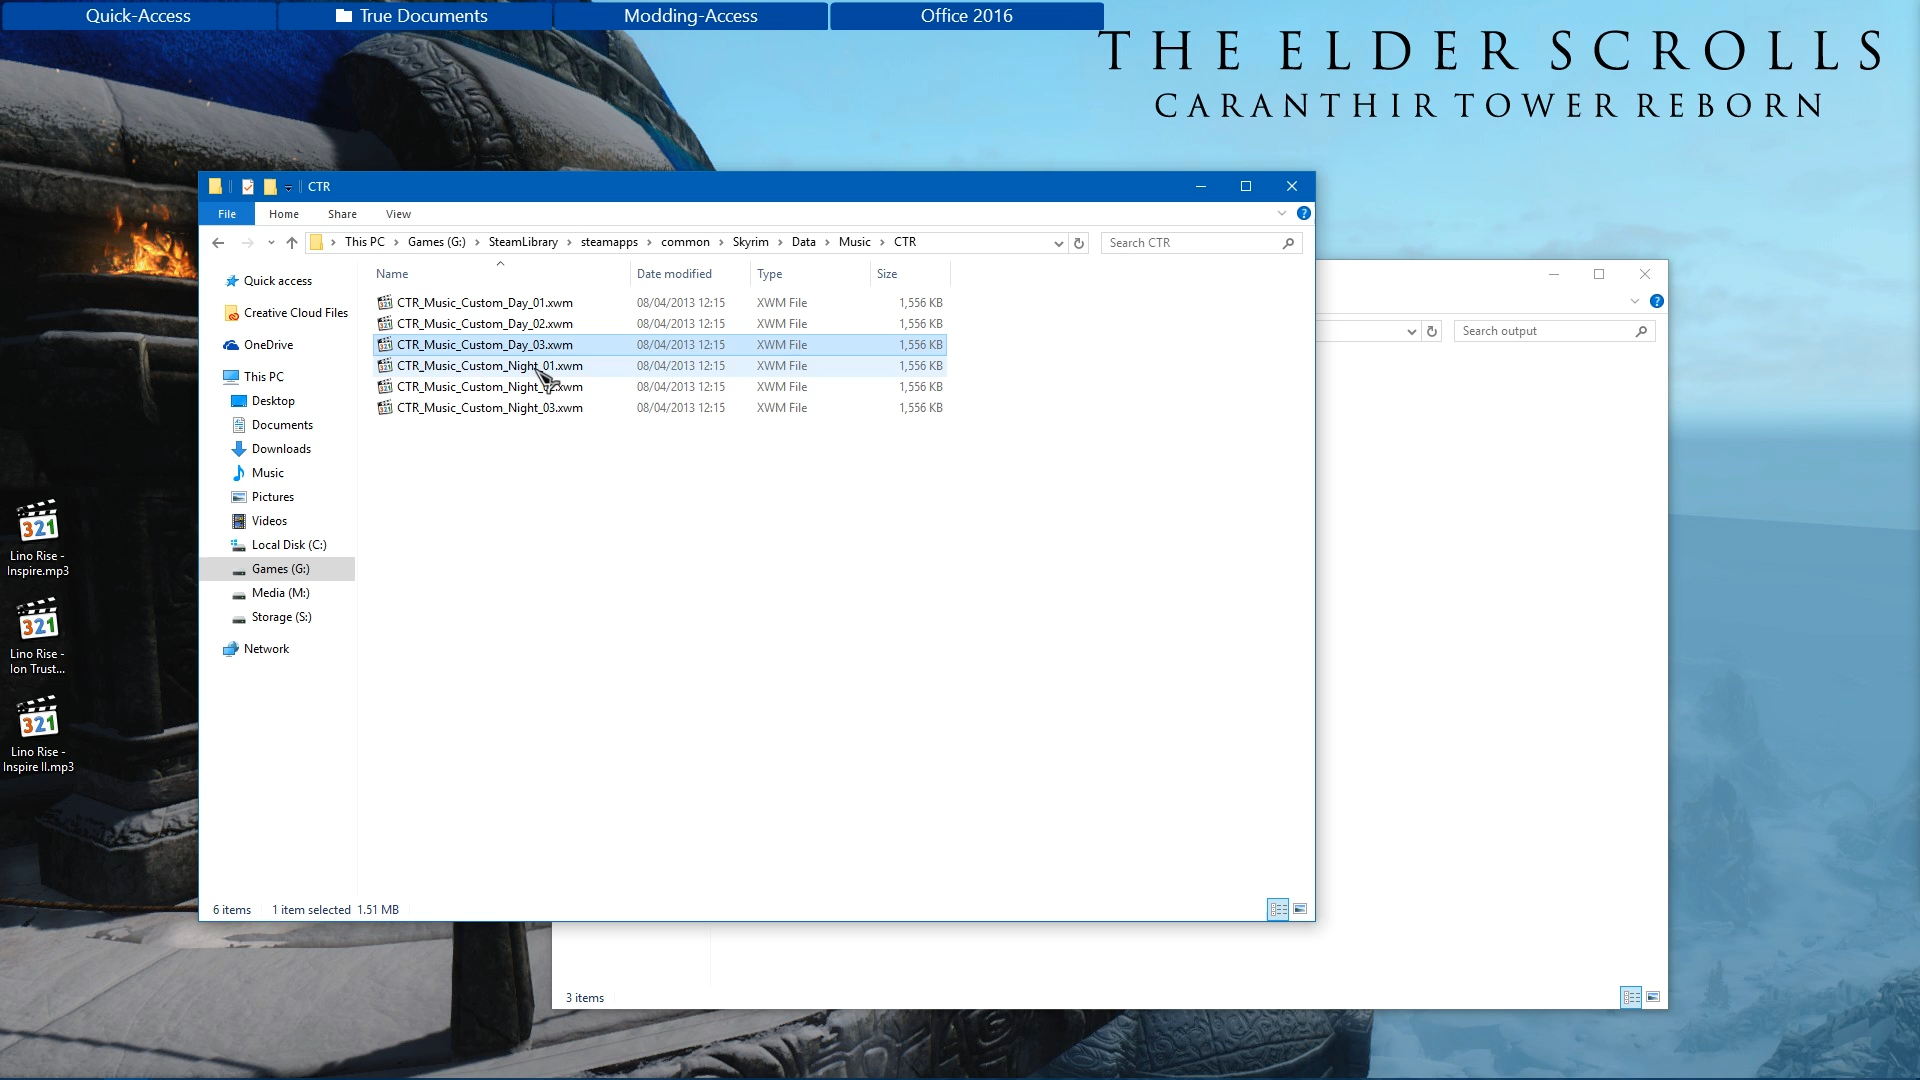 Quick-Access
True Documents
Modding-Access
Office 2016
THE ELDER SCROLLS
CARANTHIR TOWER REBORN
CTR
File Home Share View
This PC > Games (G:) > SteamLibrary > steamapps > common > Skyrim > Data > Music > CTR
Search CTR
Name Date modified Type Size
CTR_Music_Custom_Day_01.xwm 08/04/2013 12:15 XWM File 1,556 KB
CTR_Music_Custom_Day_02.xwm 08/04/2013 12:15 XWM File 1,556 KB
CTR_Music_Custom_Day_03.xwm 08/04/2013 12:15 XWM File 1,556 KB
CTR_Music_Custom_Night_01.xwm 08/04/2013 12:15 XWM File 1,556 KB
CTR_Music_Custom_Night_ .xwm 08/04/2013 12:15 XWM File 1,556 KB
CTR_Music_Custom_Night_03.xwm 08/04/2013 12:15 XWM File 1,556 KB
Quick access
Creative Cloud Files
OneDrive
This PC
Desktop
Documents
Downloads
Music
Pictures
Videos
Local Disk (C:)
Games (G:)
Media (M:)
Storage (S:)
Network
6 items 1 item selected 1.51 MB
Search output
3 items
321
Lino Rise -
Inspire.mp3
321
Lino Rise -
Ion Trust...
321
Lino Rise -
Inspire II.mp3